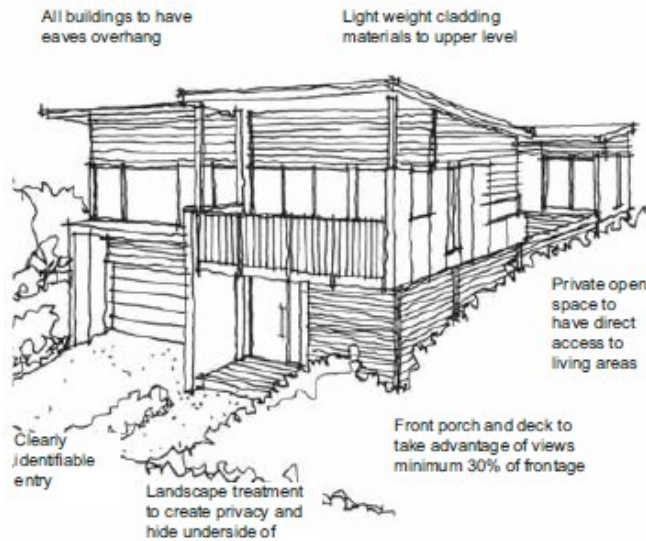 All buildings to have
eaves overhang
Light weight cladding
materials to upper level
Private open
space to
have direct
access to
living areas
Front porch and deck to
take advantage of views
minimum 30% of frontage
Clearly
identifiable
entry
Landscape treatment
to create privacy and
hide underside of